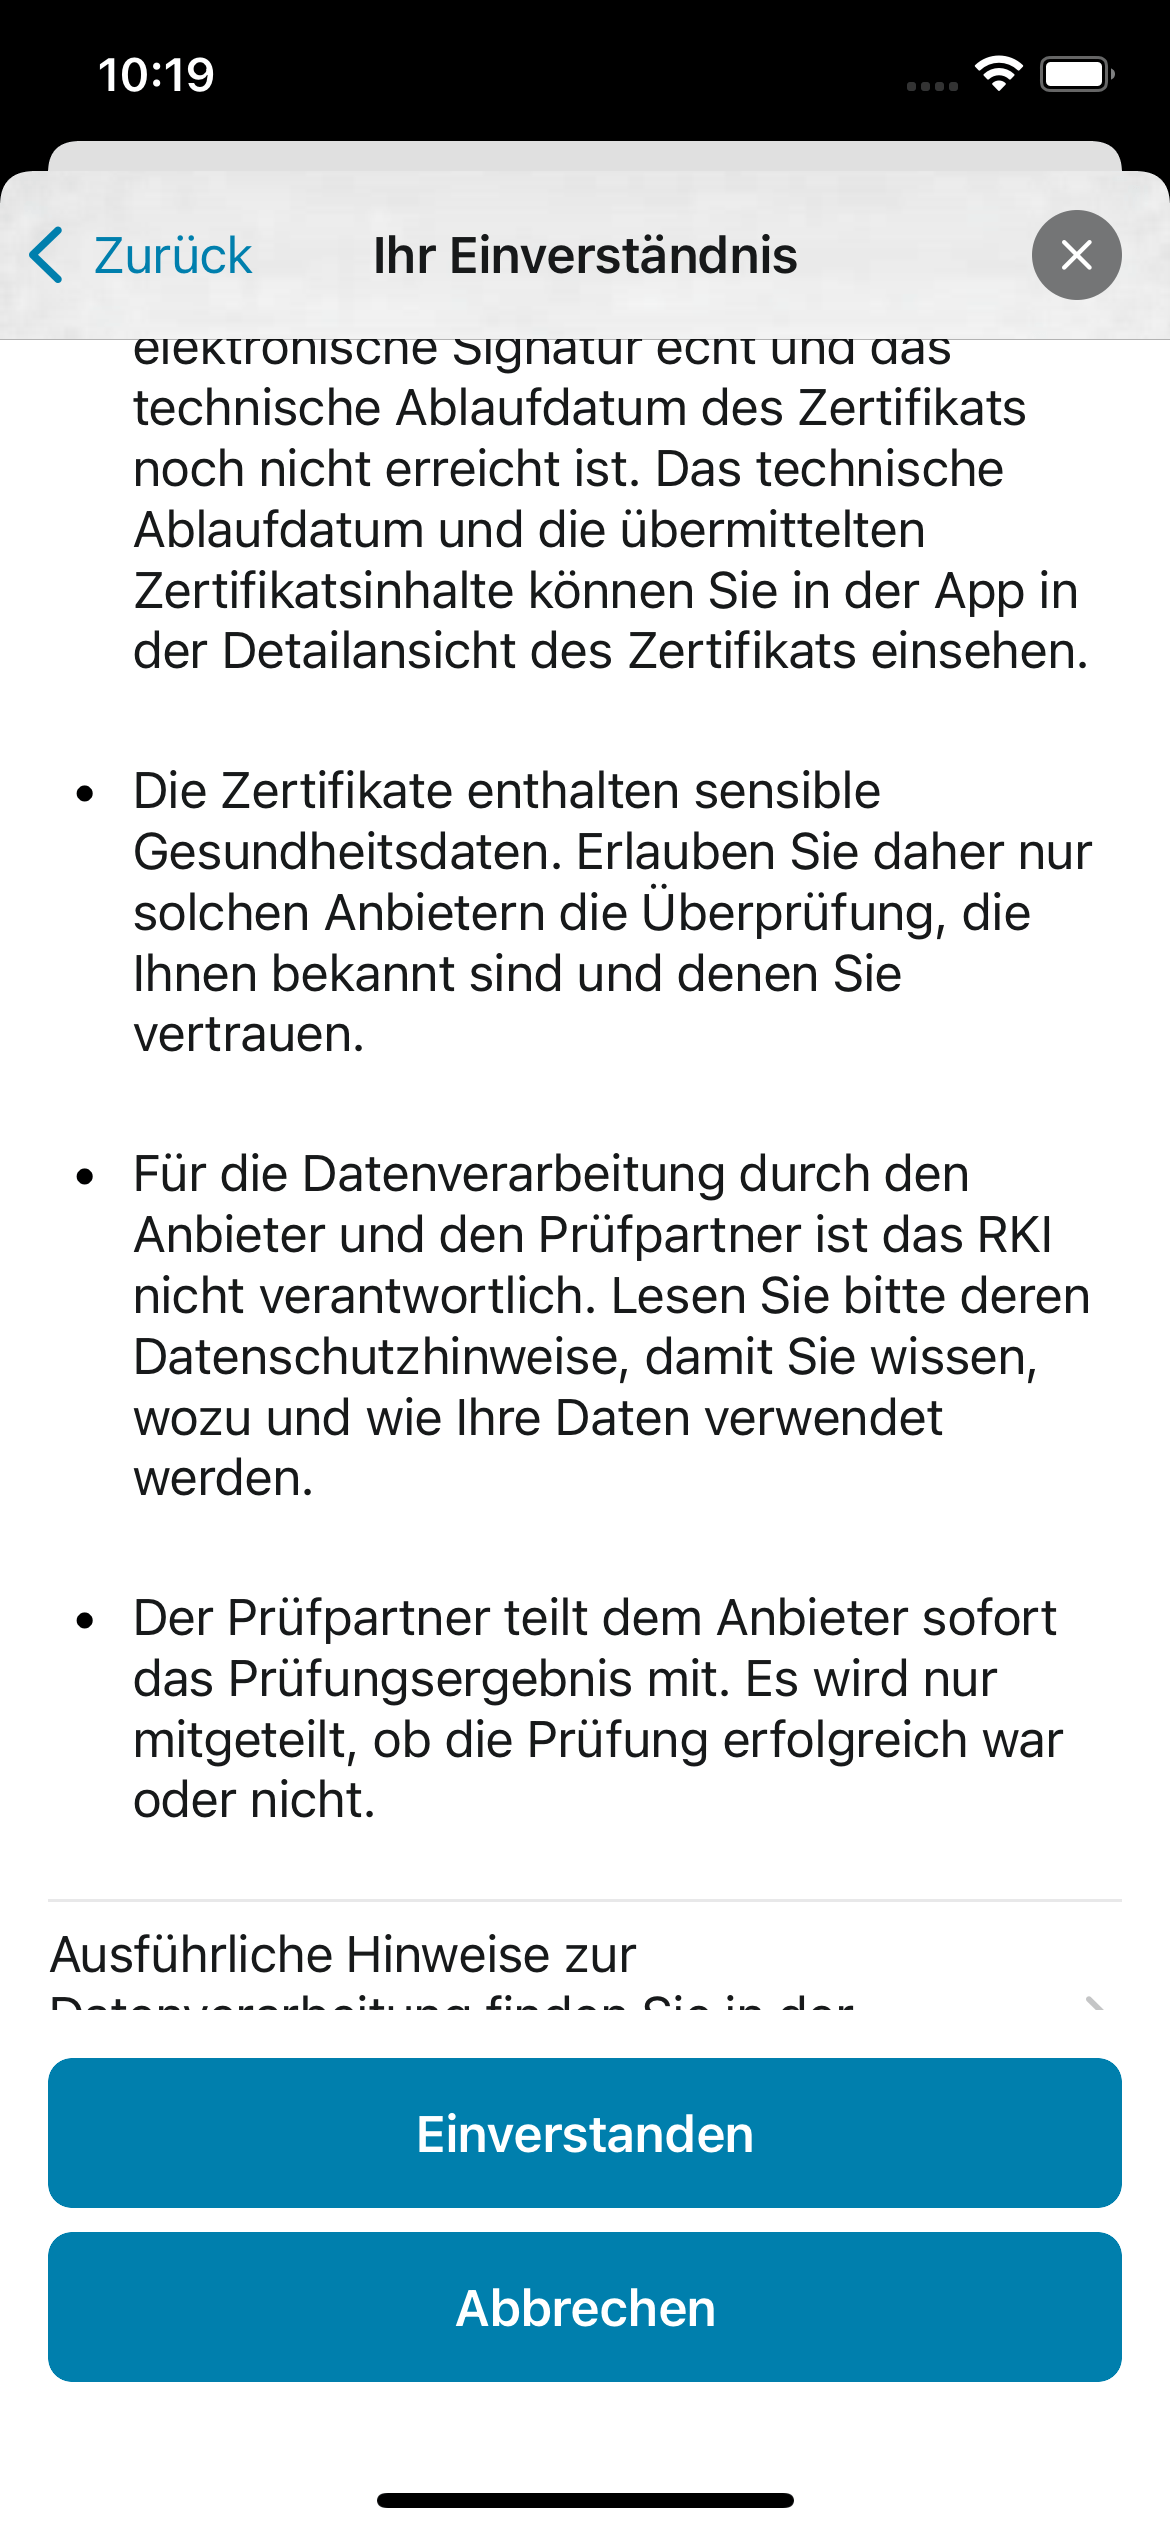 10:19
Zurück
Ihr Einverständnis
elektronische Signatur echt und das
technische Ablaufdatum des Zertifikats
noch nicht erreicht ist. Das technische
Ablaufdatum und die übermittelten
Zertifikatsinhalte können Sie in der App in
der Detailansicht des Zertifikats einsehen.
• Die Zertifikate enthalten sensible
Gesundheitsdaten. Erlauben Sie daher nur
solchen Anbietern die Überprüfung, die
Ihnen bekannt sind und denen Sie
vertrauen.
• Für die Datenverarbeitung durch den
Anbieter und den Prüfpartner ist das RKI
nicht verantwortlich. Lesen Sie bitte deren
Datenschutzhinweise, damit Sie wissen,
wozu und wie Ihre Daten verwendet
werden.
• Der Prüfpartner teilt dem Anbieter sofort
das Prüfungsergebnis mit. Es wird nur
mitgeteilt, ob die Prüfung erfolgreich war
oder nicht.
Ausführliche Hinweise zur
Datenverarbeitung finden Sie in der
Einverstanden
Abbrechen